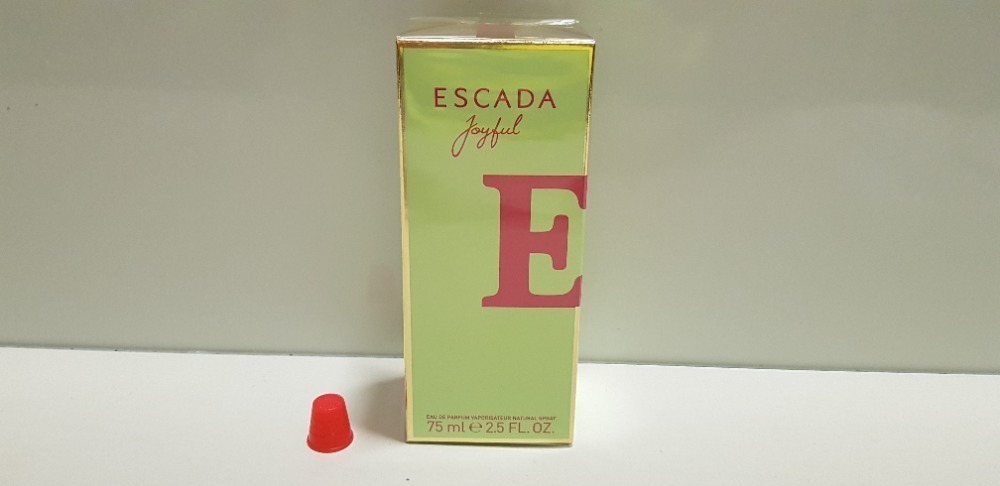 ESCADA
Joyful
E
EAU DE PARFUM VAPORISATEUR NATURAL SPRAY
75 ml ℮ 2.5 FL. OZ.